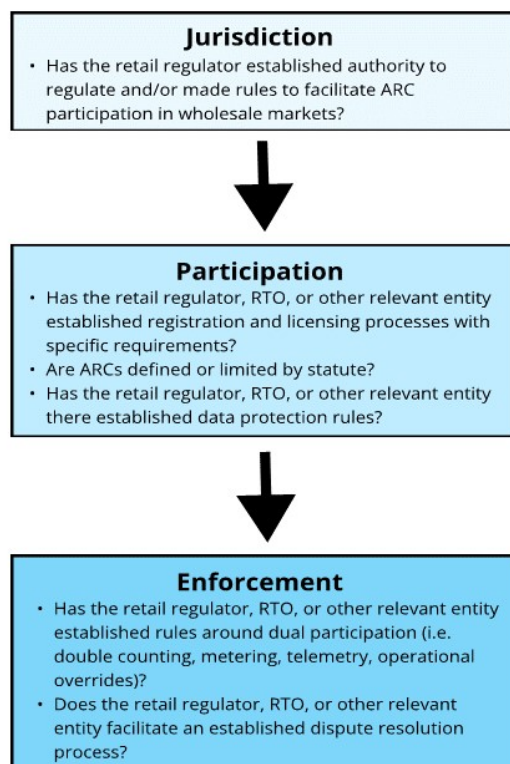 Jurisdiction
• Has the retail regulator established authority to
regulate and/or made rules to facilitate ARC
participation in wholesale markets?
Participation
• Has the retail regulator, RTO, or other relevant entity
established registration and licensing processes with
specific requirements?
• Are ARCs defined or limited by statute?
• Has the retail regulator, RTO, or other relevant entity
there established data protection rules?
Enforcement
• Has the retail regulator, RTO, or other relevant entity
established rules around dual participation (i.e.
double counting, metering, telemetry, operational
overrides)?
• Does the retail regulator, RTO, or other relevant
entity facilitate an established dispute resolution
process?